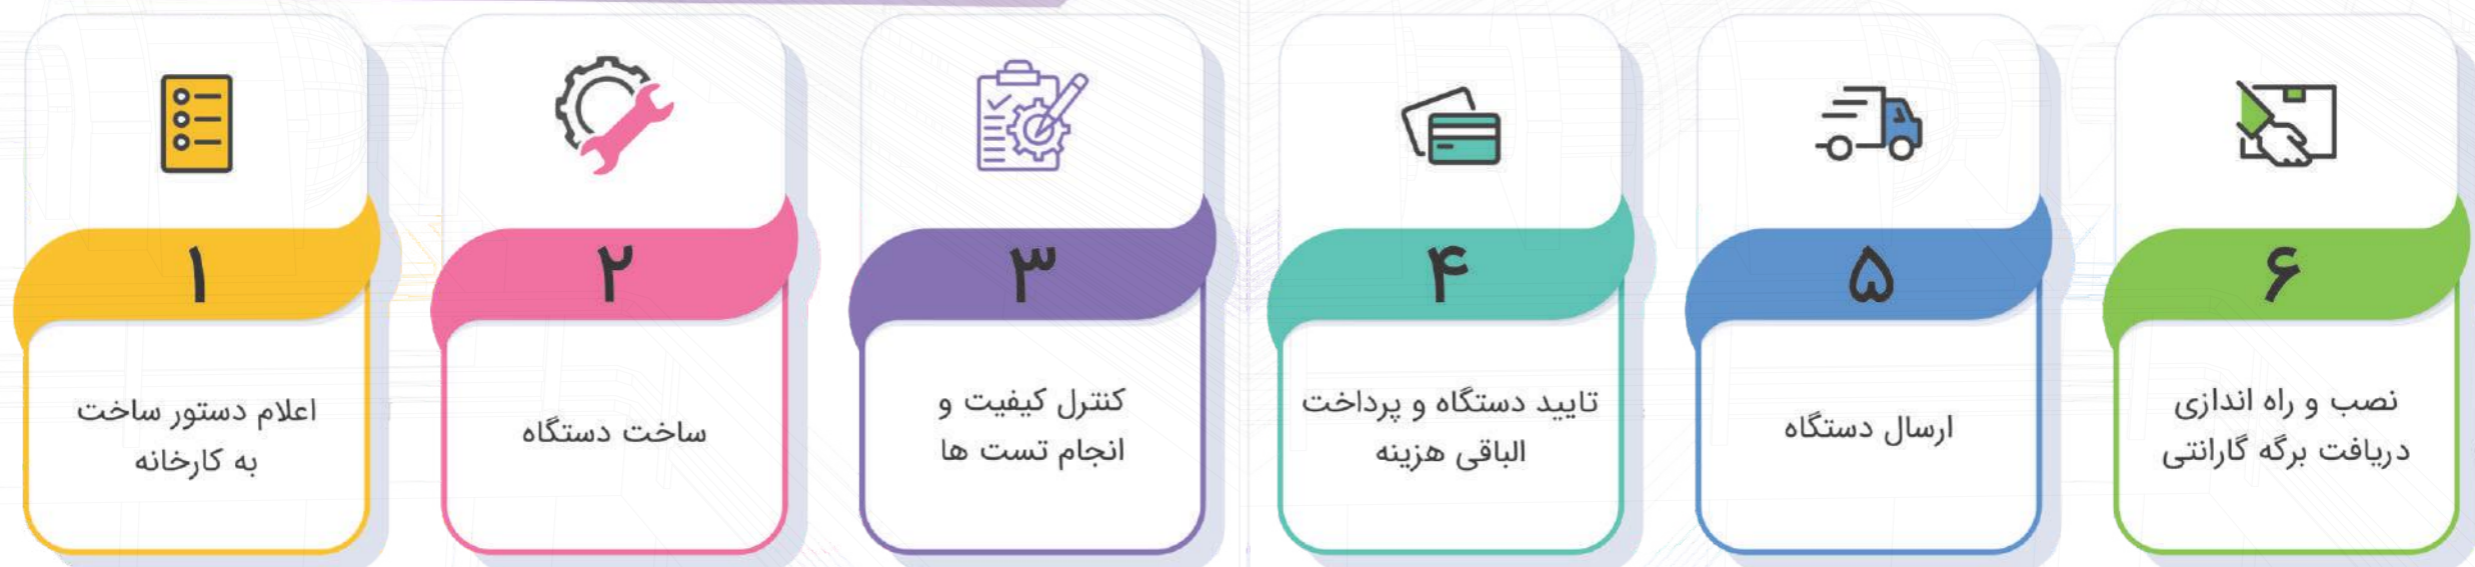 ۱
اعلام دستور ساخت
به کارخانه
۲
ساخت دستگاه
۳
کنترل کیفیت و
انجام تست ها
۴
تایید دستگاه و پرداخت
الباقی هزینه
۵
ارسال دستگاه
۶
نصب و راه اندازی
دریافت برگه گارانتی